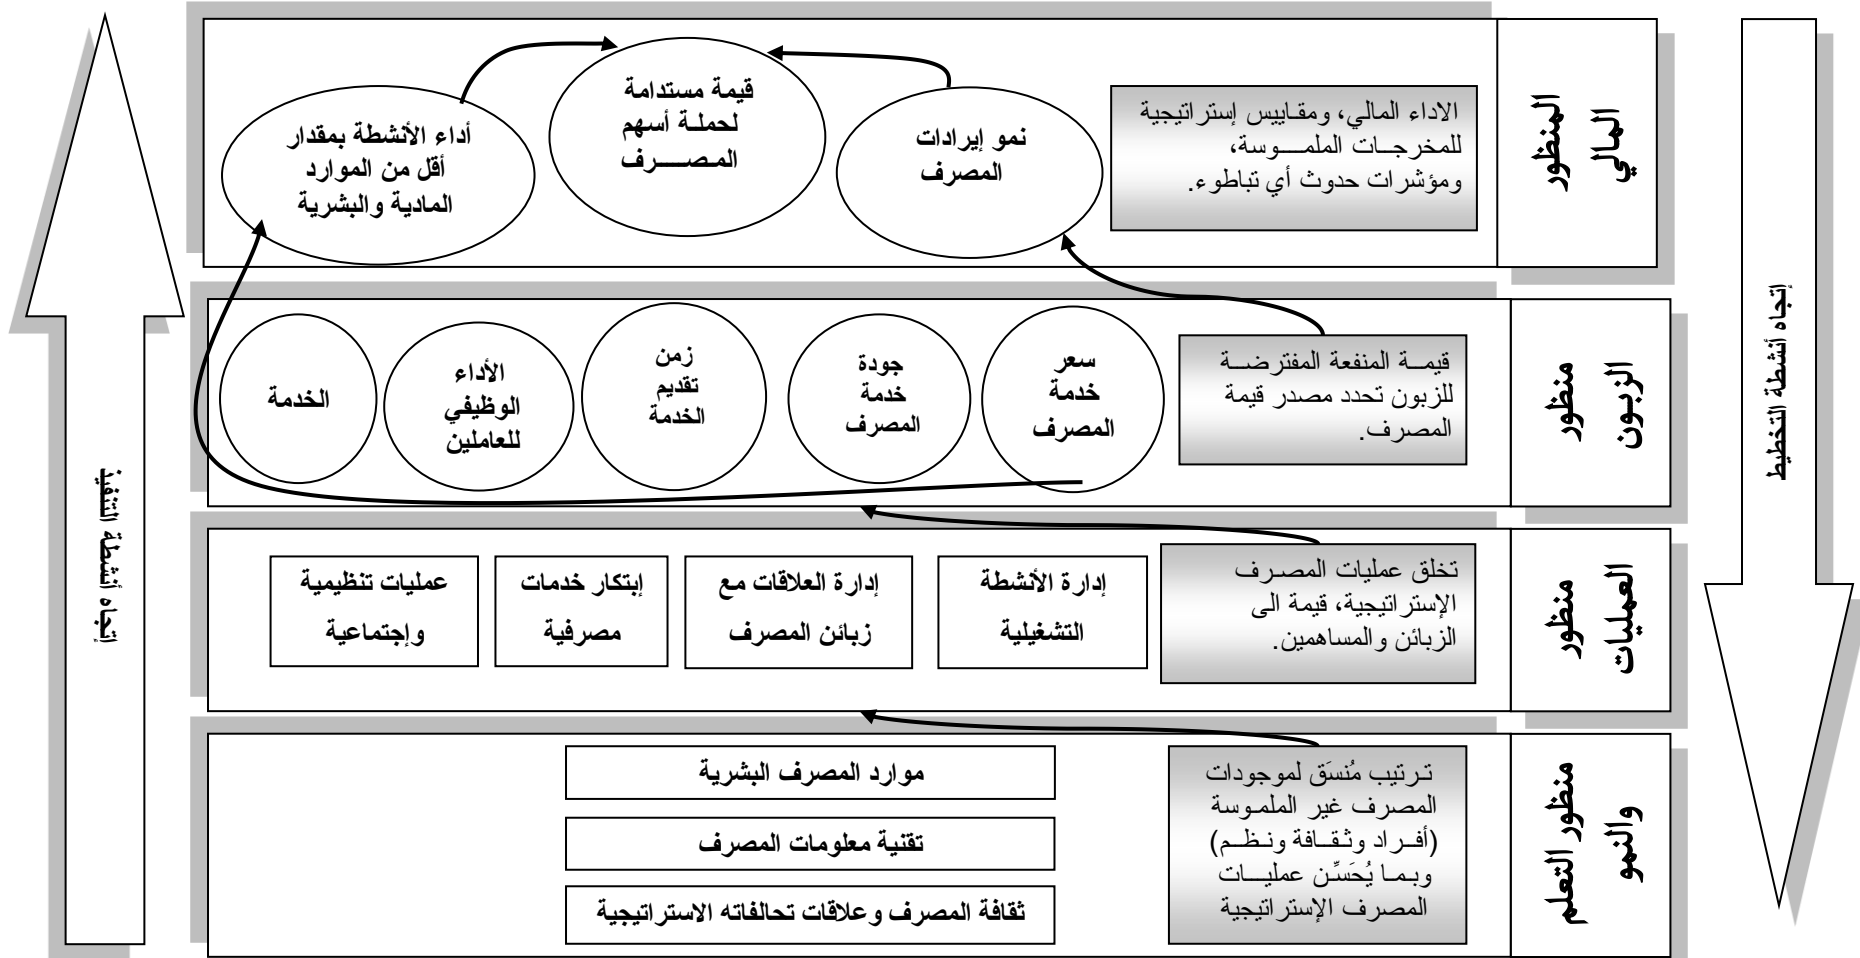 المنظور
المالي
الاداء المالي، ومقاييس إستراتيجية
للمخرجات الملموسة،
ومؤشرات حدوث أي تباطوء.
نمو إيرادات
المصرف
قيمة مستدامة
لحملة أسهم
المصرف
أداء الأنشطة بمقدار
أقل من الموارد
المادية والبشرية
منظور
الزبون
قيمة المنفعة المفترضة
للزبون تحدد مصدر قيمة
المصرف.
سعر
خدمة
المصرف
جودة
خدمة
المصرف
زمن
تقديم
الخدمة
الأداء
الوظيفي
للعاملين
الخدمة
منظور
العمليات
تخلق عمليات المصرف
الإستراتيجية، قيمة الى
الزبائن والمساهمين.
إدارة الأنشطة
التشغيلية
إدارة العلاقات مع
زبائن المصرف
إبتكار خدمات
مصرفية
عمليات تنظيمية
وإجتماعية
منظور التعلم
والنمو
ترتيب مُنسَق لموجودات
المصرف غير الملموسة
(أفراد وثقافة ونظم)
وبما يُحَسِّن عمليات
المصرف الإستراتيجية
موارد المصرف البشرية
تقنية معلومات المصرف
ثقافة المصرف وعلاقات تحالفاته الاستراتيجية
إتجاه أنشطة التخطيط
إتجاه أنشطة التنفيذ